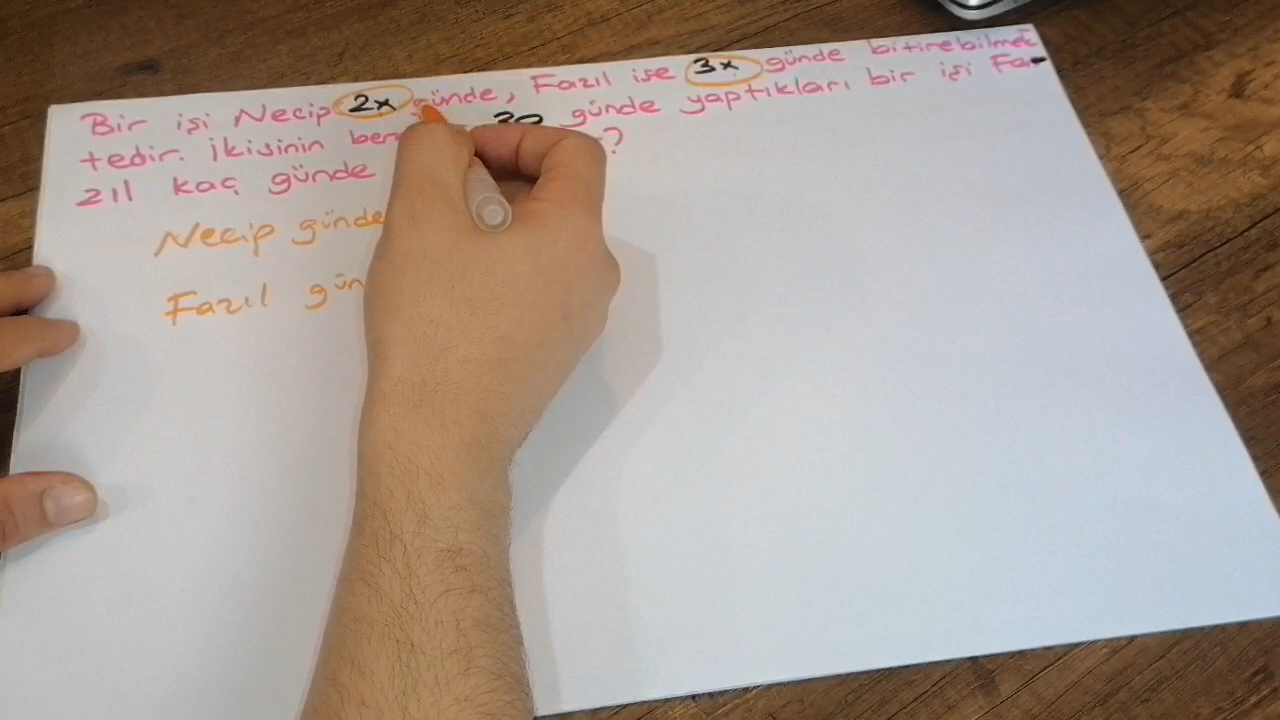 Bir işi Necip 2x günde, Fazıl ise 3x günde bitirebilmek
tedir. İkisinin 30 günde yaptıkları bir işi Fa-
zıl kaç günde ?
Necip günde
Fazıl